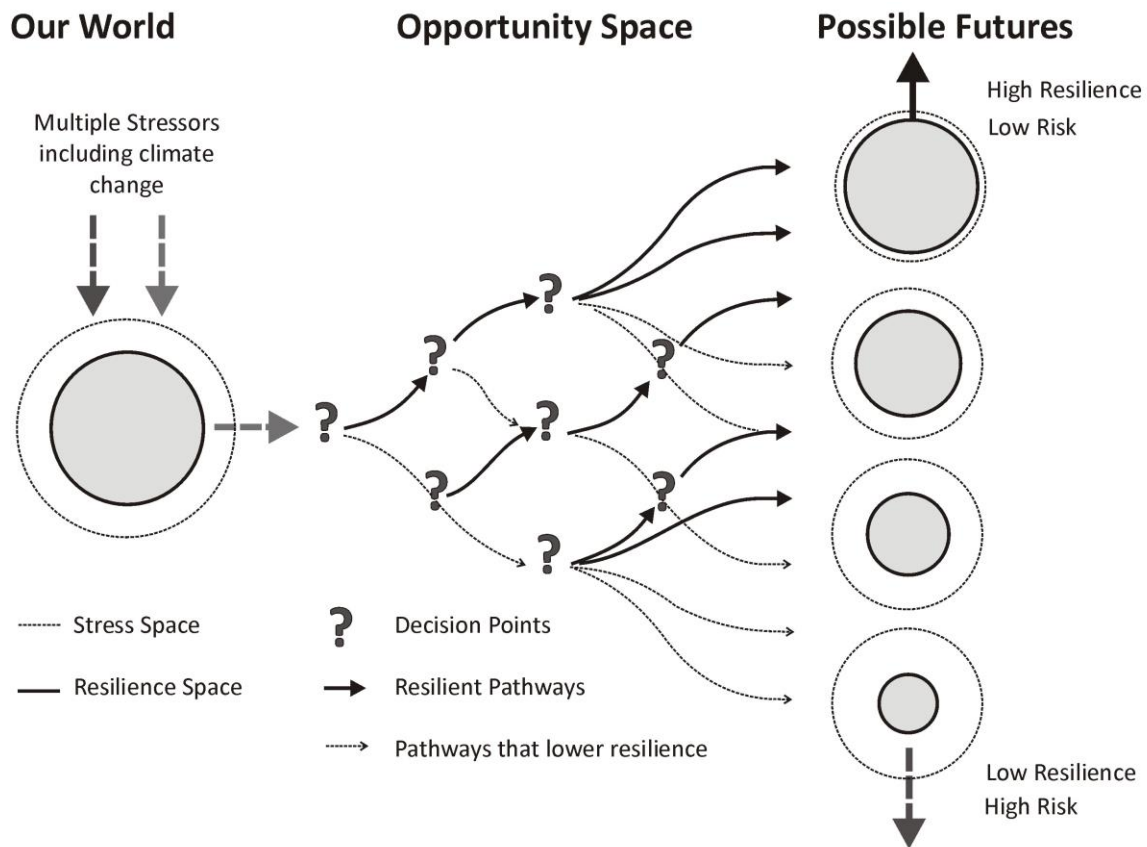 Our World
Opportunity Space
Possible Futures
Multiple Stressors
including climate
change
High Resilience
Low Risk
?
?
?
?
?
?
?
?
Stress Space
Resilience Space
?
Decision Points
Resilient Pathways
Pathways that lower resilience
Low Resilience
High Risk